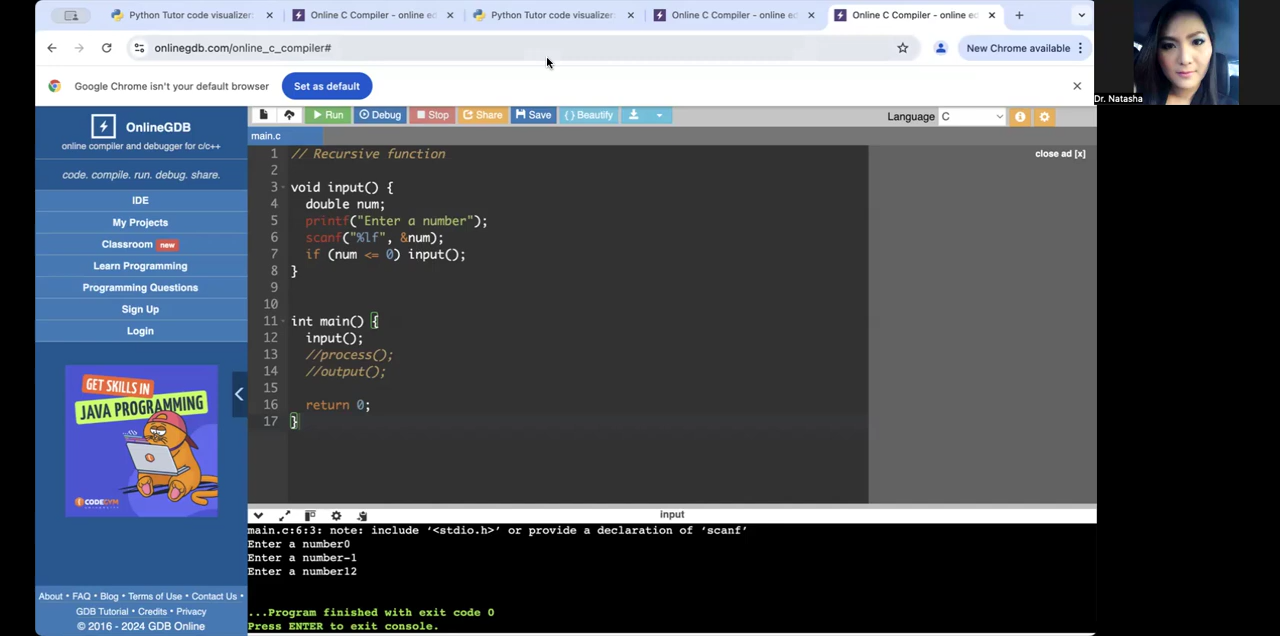 Python Tutor code visualizer
Online C Compiler - online ed
Python Tutor code visualizer
Online C Compiler - online ed
Online C Compiler - online ed
onlinegdb.com/online_c_compiler#
New Chrome available
Google Chrome isn't your default browser
Set as default
Dr. Natasha
OnlineGDB
online compiler and debugger for c/c++
code. compile. run. debug. share.
IDE
My Projects
Classroom new
Learn Programming
Programming Questions
Sign Up
Login
GET SKILLS IN
JAVA PROGRAMMING
CODEGYM
About • FAQ • Blog • Terms of Use • Contact Us •
GDB Tutorial • Credits • Privacy
© 2016 - 2024 GDB Online
Run Debug Stop Share Save {} Beautify
Language C
main.c
close ad [x]
1 // Recursive function
2
3 void input() {
4 double num;
5 printf("Enter a number");
6 scanf("%lf", &num);
7 if (num <= 0) input();
8 }
9
10
11 int main() {
12 input();
13 //process();
14 //output();
15
16 return 0;
17 }
input
main.c:6:3: note: include ‘<stdio.h>’ or provide a declaration of ‘scanf’
Enter a number0
Enter a number-1
Enter a number12
...Program finished with exit code 0
Press ENTER to exit console.